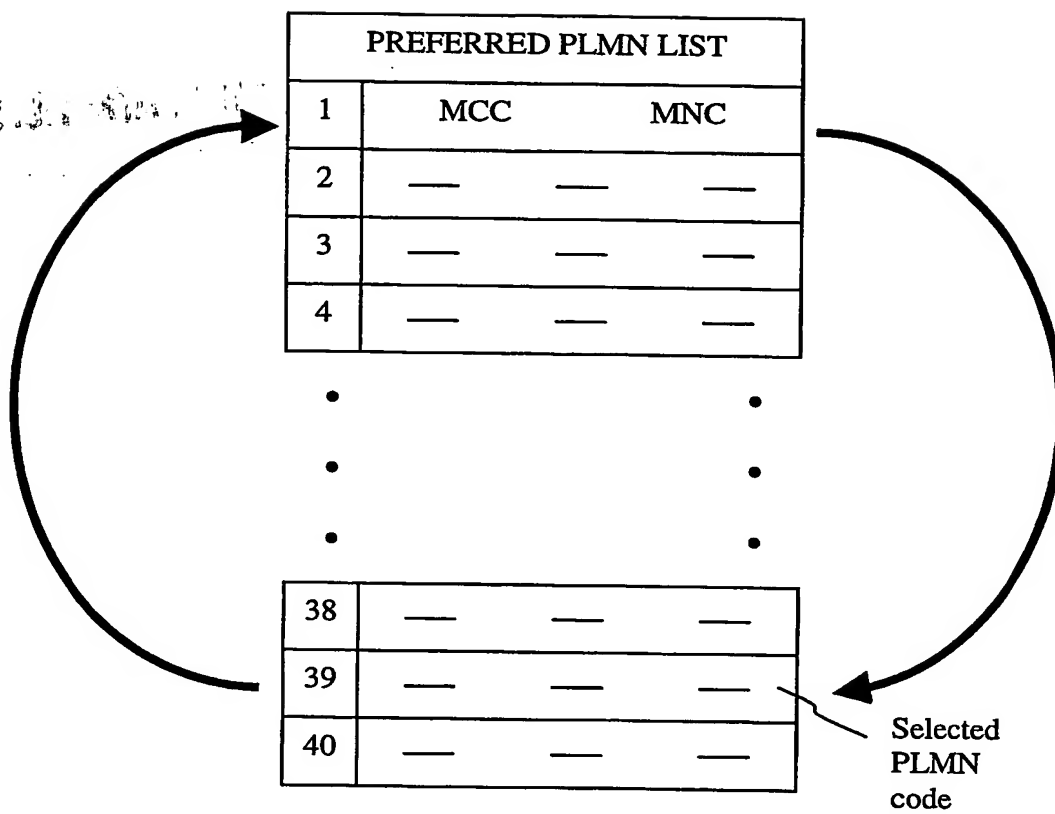 PREFERRED PLMN LIST
1 MCC MNC
2 — — —
3 — — —
4 — — —
38 — — —
39 — — —
40 — — —
Selected
PLMN
code